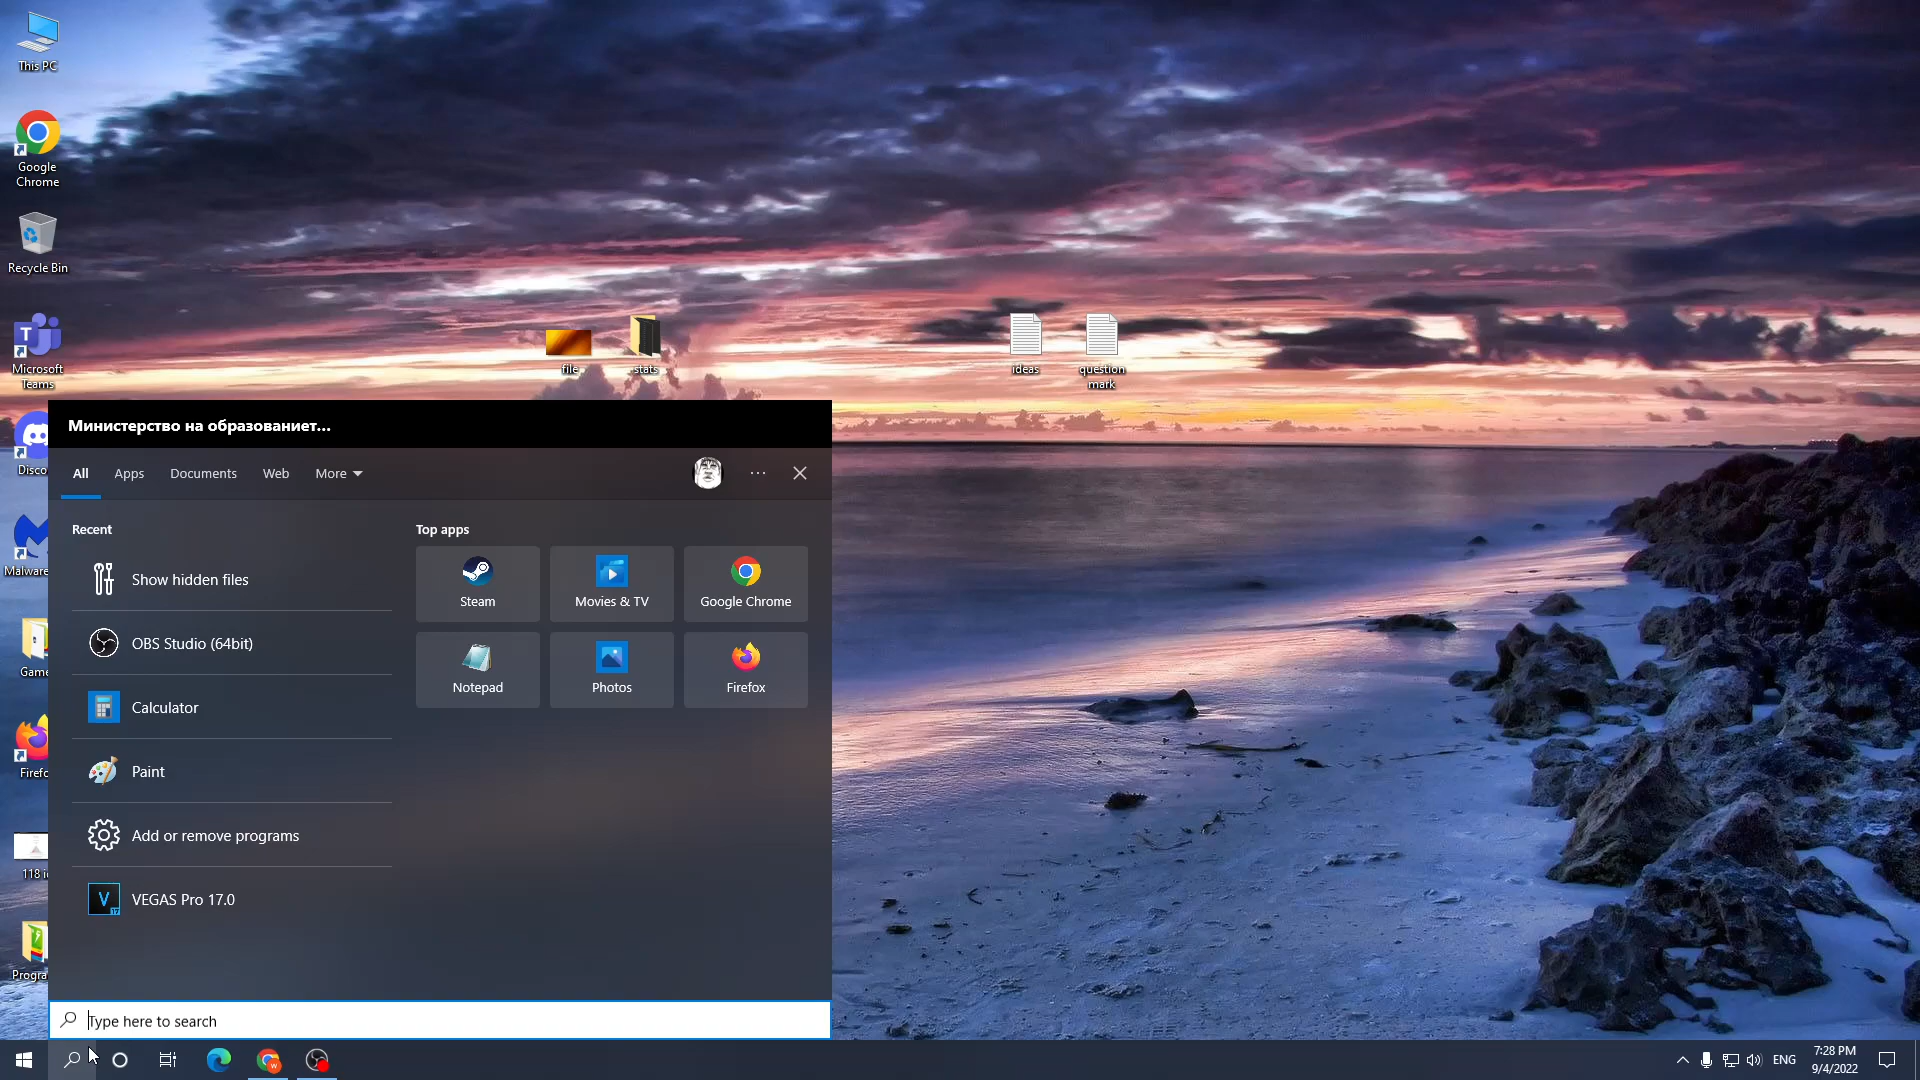 This PC
Google
Chrome
Recycle Bin
Microsoft
Teams
Disco
Malware
Game
Firefo
118 i
Progra
file
stats
ideas
question
mark
Министерство на образованиет...
All
Apps
Documents
Web
More
Recent
Show hidden files
OBS Studio (64bit)
Calculator
Paint
Add or remove programs
VEGAS Pro 17.0
Top apps
Steam
Movies & TV
Google Chrome
Notepad
Photos
Firefox
Type here to search
ENG
7:28 PM
9/4/2022